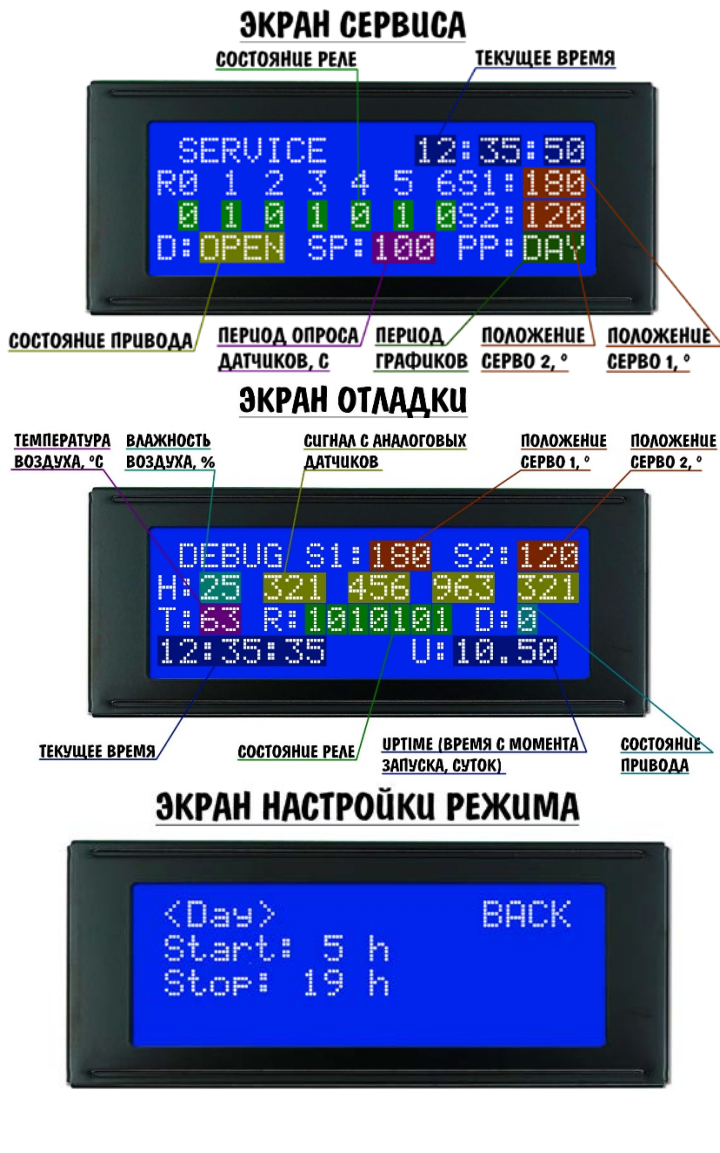 ЭКРАН СЕРВИСА
СОСТОЯНИЕ РЕЛЕ
ТЕКУЩЕЕ ВРЕМЯ
SERVICE 12:35:50
R0 1 2 3 4 5 6S1:180
0 1 0 1 0 1 0S2:120
D:OPEN SP:100 PP:DAY
СОСТОЯНИЕ ПРИВОДА
ПЕРИОД ОПРОСА
ДАТЧИКОВ, С
ПЕРИОД
ГРАФИКОВ
ПОЛОЖЕНИЕ
СЕРВО 2, °
ПОЛОЖЕНИЕ
СЕРВО 1, °
ЭКРАН ОТЛАДКИ
ТЕМПЕРАТУРА
ВОЗДУХА, °С
ВЛАЖНОСТЬ
ВОЗДУХА, %
СИГНАЛ С АНАЛОГОВЫХ
ДАТЧИКОВ
ПОЛОЖЕНИЕ
СЕРВО 1, °
ПОЛОЖЕНИЕ
СЕРВО 2, °
DEBUG S1:180 S2:120
H:25 321 456 963 321
T:63 R:1010101 D:0
12:35:35 U:10.50
ТЕКУЩЕЕ ВРЕМЯ
СОСТОЯНИЕ РЕЛЕ
UPTIME (ВРЕМЯ С МОМЕНТА
ЗАПУСКА, СУТОК)
СОСТОЯНИЕ
ПРИВОДА
ЭКРАН НАСТРОЙКИ РЕЖИМА
<Day> BACK
Start: 5 h
Stop: 19 h